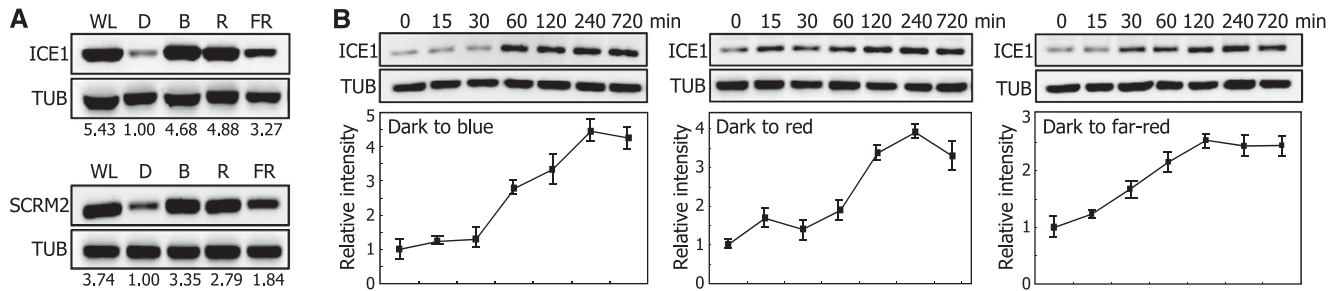 A
WL D B R FR
ICE1
TUB
5.43 1.00 4.68 4.88 3.27
WL D B R FR
SCRM2
TUB
3.74 1.00 3.35 2.79 1.84
B
0 15 30 60 120 240 720 min
ICE1
TUB
Dark to blue
Relative intensity
5
4
3
2
1
0
0 15 30 60 120 240 720 min
Dark to red
Relative intensity
4
3
2
1
0
0 15 30 60 120 240 720 min
Dark to far-red
Relative intensity
3
2
1
0